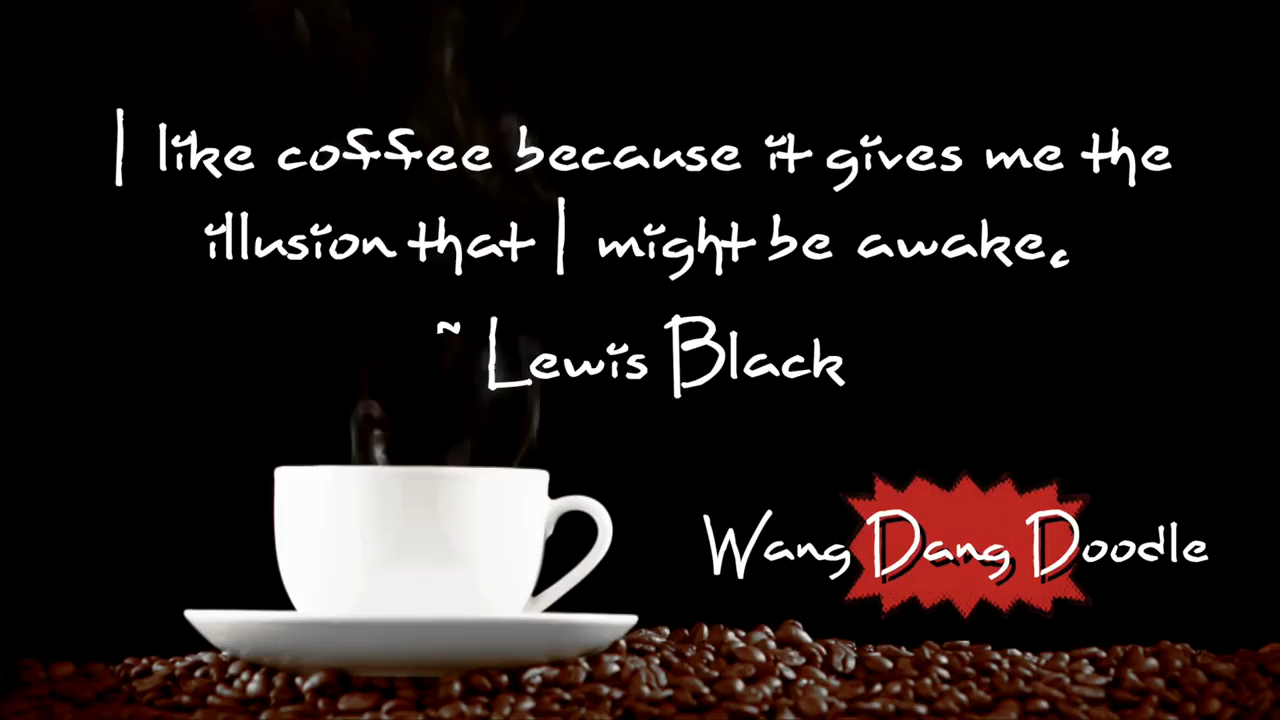 I like coffee because it gives me the
illusion that I might be awake.
~ Lewis Black
Wang Dang Doodle